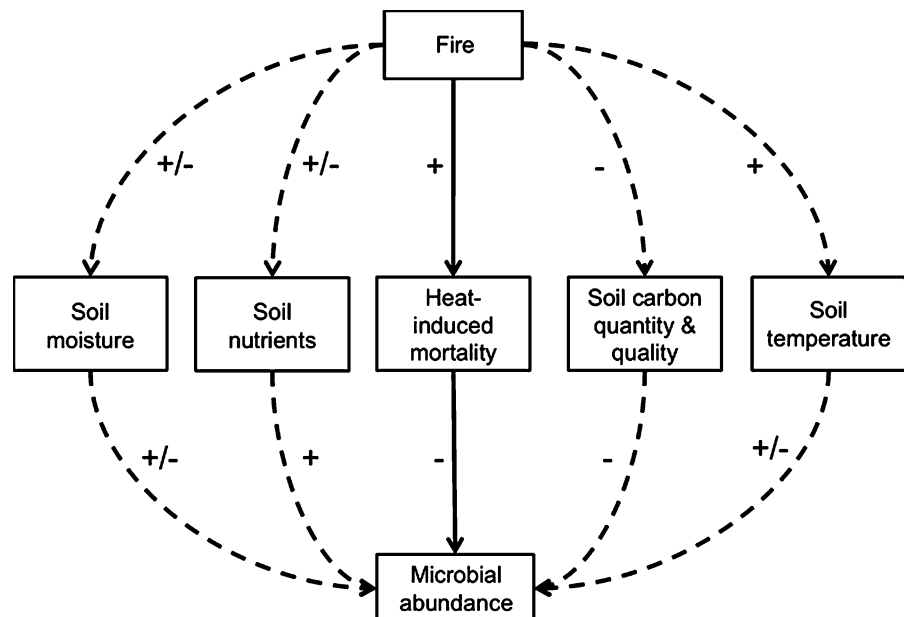 Fire
+/-
+/-
+
-
+
Soil
moisture
Soil
nutrients
Heat-
induced
mortality
Soil carbon
quantity &
quality
Soil
temperature
+/-
+
-
-
+/-
Microbial
abundance